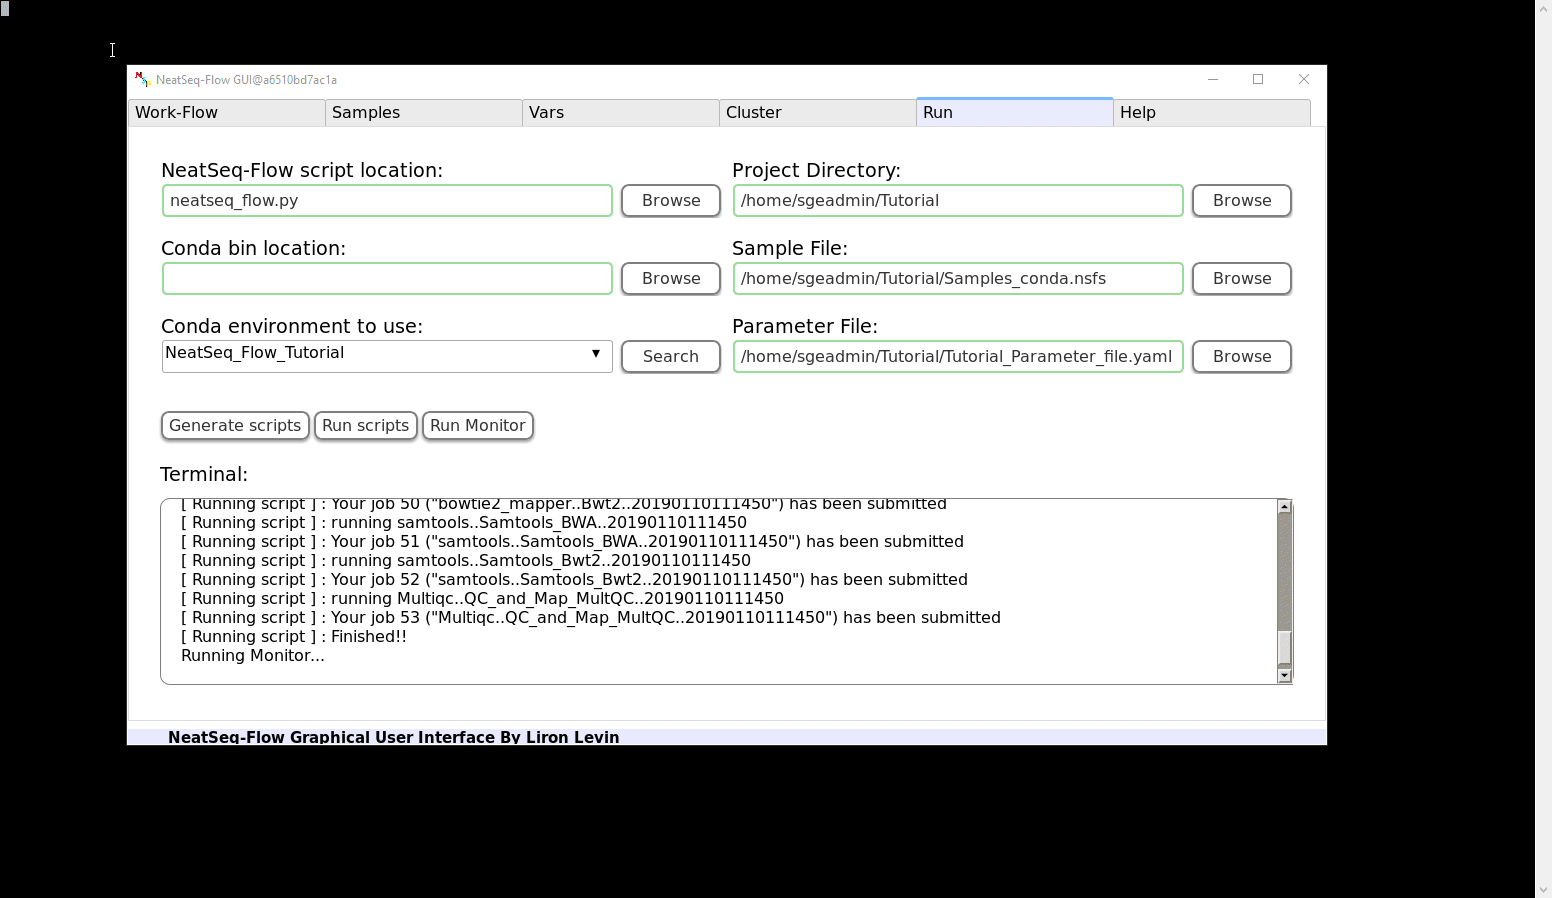 NeatSeq-Flow GUI@a6510bd7ac1a
Work-Flow Samples Vars Cluster Run Help
NeatSeq-Flow script location: Project Directory:
neatseq_flow.py Browse /home/sgeadmin/Tutorial Browse
Conda bin location: Sample File:
Browse /home/sgeadmin/Tutorial/Samples_conda.nsfs Browse
Conda environment to use: Parameter File:
NeatSeq_Flow_Tutorial Search /home/sgeadmin/Tutorial/Tutorial_Parameter_file.yaml Browse
Generate scripts Run scripts Run Monitor
Terminal:
[ Running script ] : Your job 50 ("bowtie2_mapper..Bwt2..20190110111450") has been submitted
[ Running script ] : running samtools..Samtools_BWA..20190110111450
[ Running script ] : Your job 51 ("samtools..Samtools_BWA..20190110111450") has been submitted
[ Running script ] : running samtools..Samtools_Bwt2..20190110111450
[ Running script ] : Your job 52 ("samtools..Samtools_Bwt2..20190110111450") has been submitted
[ Running script ] : running Multiqc..QC_and_Map_MultQC..20190110111450
[ Running script ] : Your job 53 ("Multiqc..QC_and_Map_MultQC..20190110111450") has been submitted
[ Running script ] : Finished!!
Running Monitor...
NeatSeq-Flow Graphical User Interface By Liron Levin